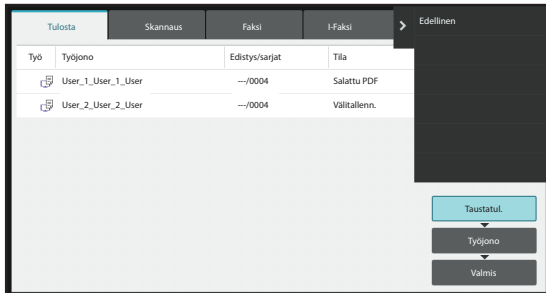 Tulosta Skannaus Faksi I-Faksi Edellinen
Työ Työjono Edistys/sarjat Tila
User_1_User_1_User ---/0004 Salattu PDF
User_2_User_2_User ---/0004 Välitallenn.
Taustatul.
Työjono
Valmis